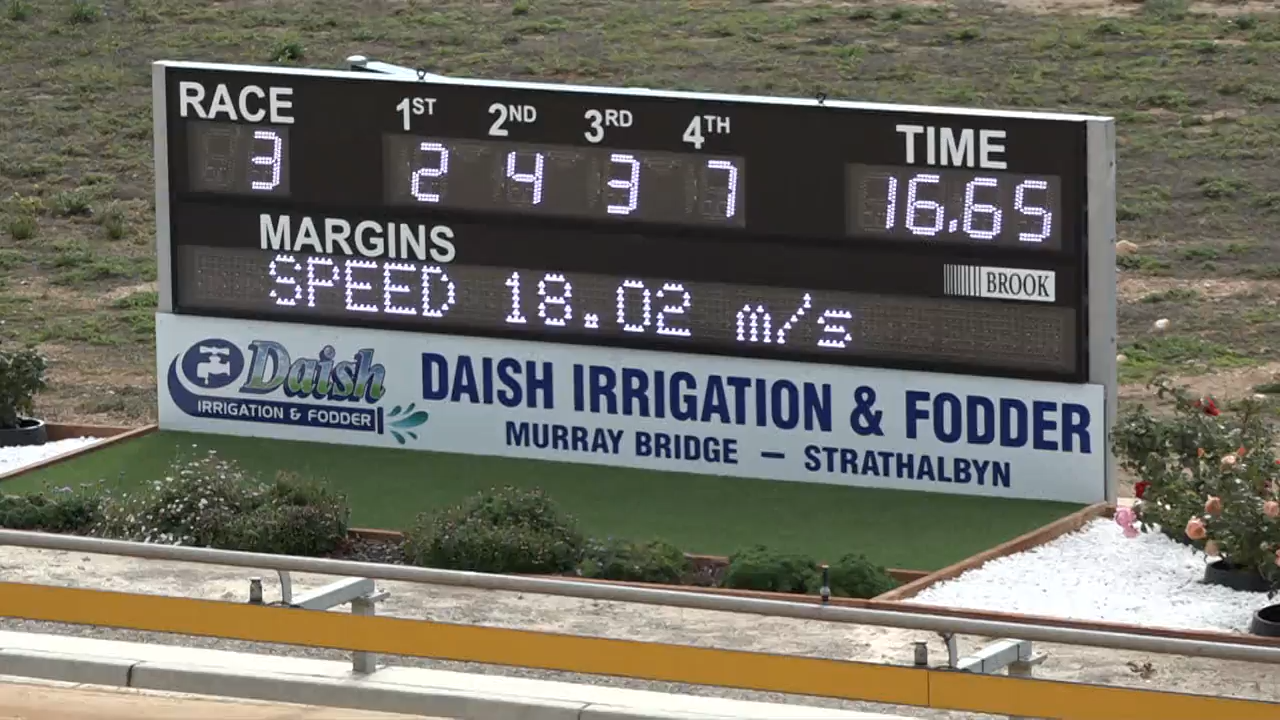 RACE 1ST 2ND 3RD 4TH TIME
3 2 4 3 7 16.65
MARGINS
BROOK
SPEED 18.02 m/s
Daish
IRRIGATION & FODDER
DAISH IRRIGATION & FODDER
MURRAY BRIDGE – STRATHALBYN